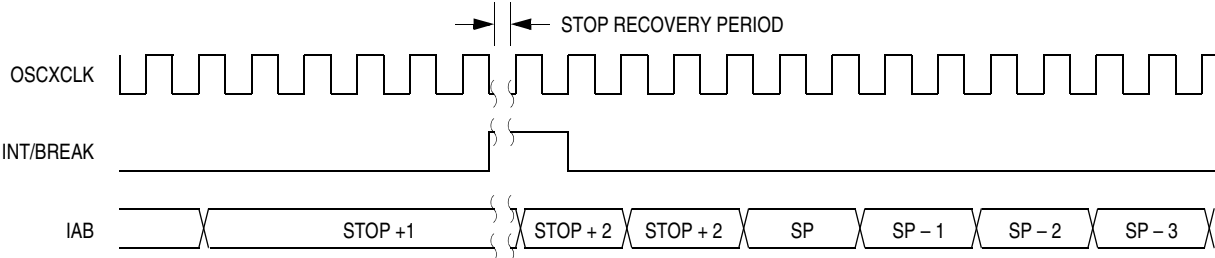 STOP RECOVERY PERIOD
OSCXCLK
INT/BREAK
IAB
STOP +1
STOP + 2
STOP + 2
SP
SP – 1
SP – 2
SP – 3